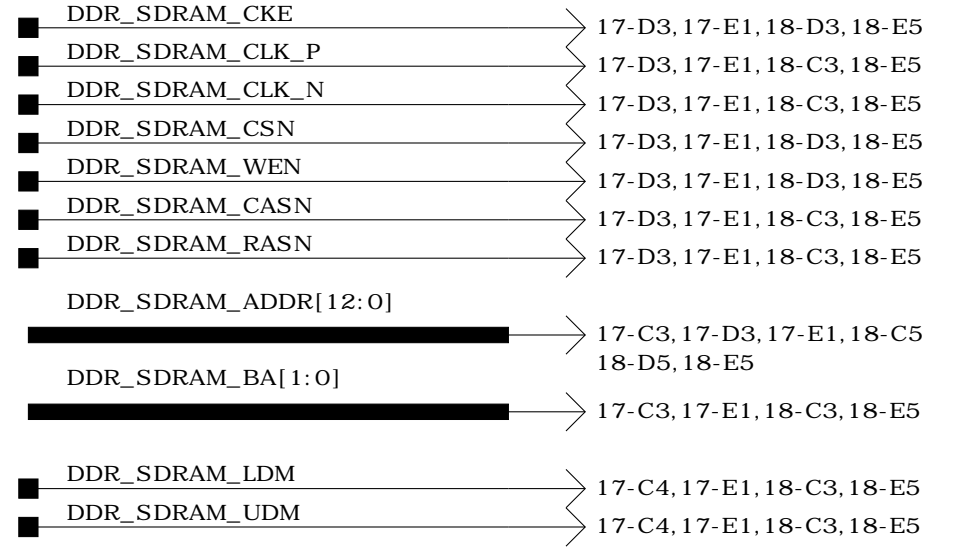 DDR_SDRAM_CKE
17-D3,17-E1,18-D3,18-E5
DDR_SDRAM_CLK_P
17-D3,17-E1,18-C3,18-E5
DDR_SDRAM_CLK_N
17-D3,17-E1,18-C3,18-E5
DDR_SDRAM_CSN
17-D3,17-E1,18-D3,18-E5
DDR_SDRAM_WEN
17-D3,17-E1,18-D3,18-E5
DDR_SDRAM_CASN
17-D3,17-E1,18-C3,18-E5
DDR_SDRAM_RASN
17-D3,17-E1,18-C3,18-E5
DDR_SDRAM_ADDR[12:0]
17-C3,17-D3,17-E1,18-C5
18-D5,18-E5
DDR_SDRAM_BA[1:0]
17-C3,17-E1,18-C3,18-E5
DDR_SDRAM_LDM
17-C4,17-E1,18-C3,18-E5
DDR_SDRAM_UDM
17-C4,17-E1,18-C3,18-E5